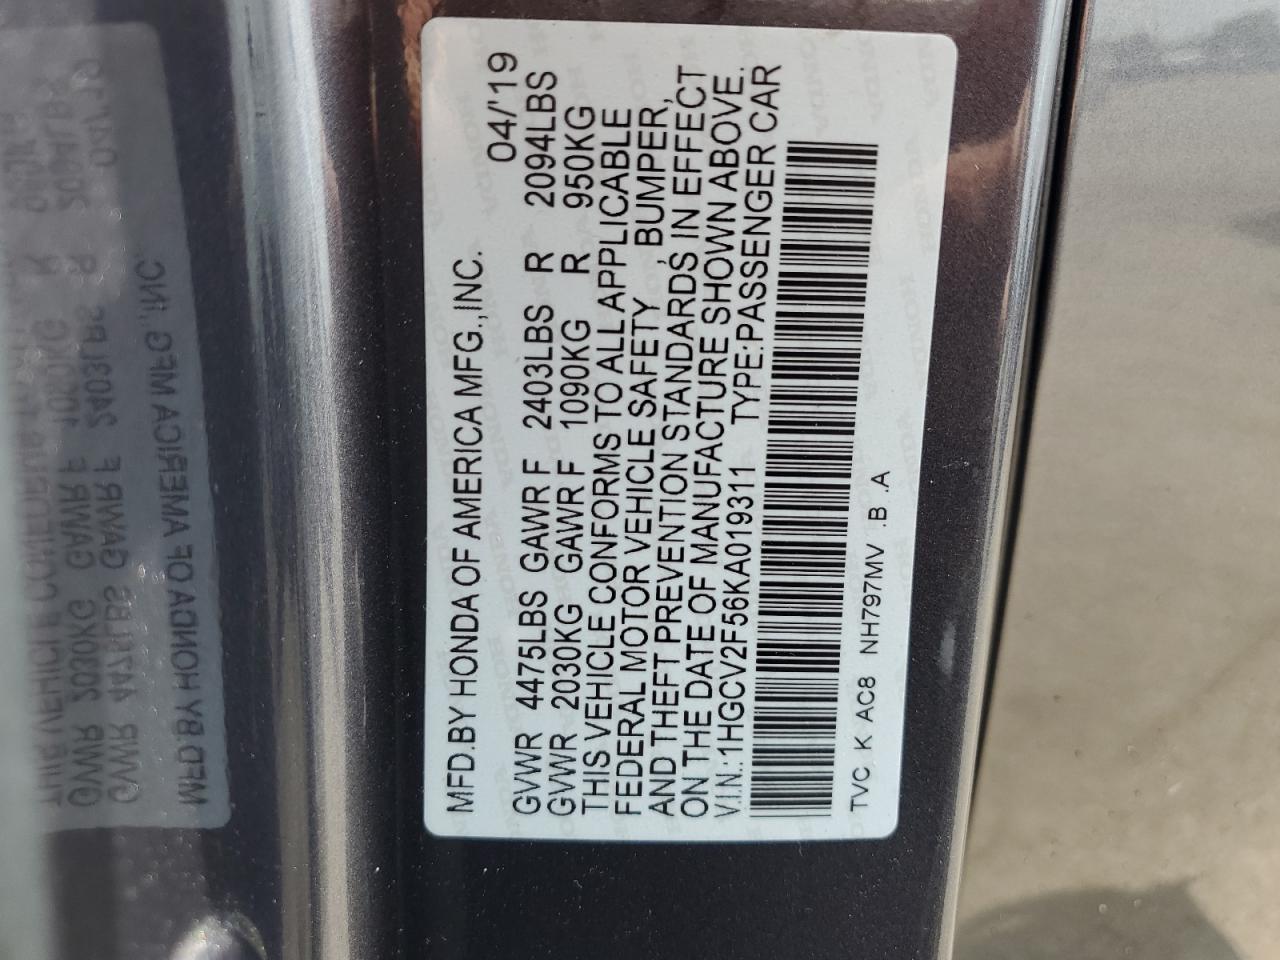 MFD.BY HONDA OF AMERICA MFG.,INC. 04/'19
GVWR 4475LBS GAWR F 2403LBS R 2094LBS
GVWR 2030KG GAWR F 1090KG R 950KG
THIS VEHICLE CONFORMS TO ALL APPLICABLE
FEDERAL MOTOR VEHICLE SAFETY, BUMPER,
AND THEFT PREVENTION STANDARDS IN EFFECT
ON THE DATE OF MANUFACTURE SHOWN ABOVE.
V.I.N.:1HGCV2F56KA019311 TYPE:PASSENGER CAR
TVC K AC8 NH797MV .B .A